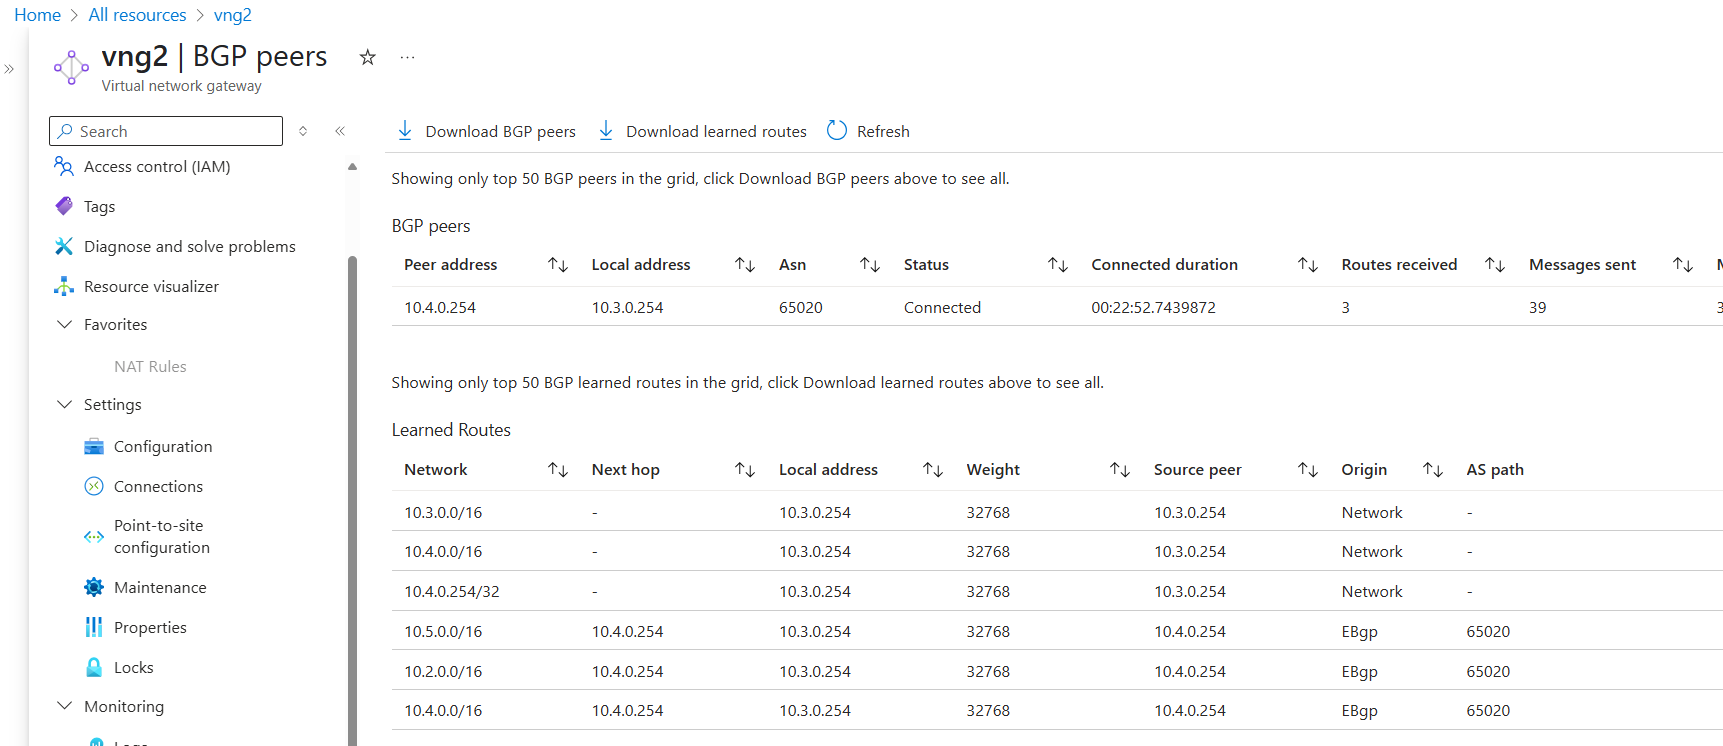 Home > All resources > vng2
vng2 | BGP peers
Virtual network gateway
Search
Access control (IAM)
Tags
Diagnose and solve problems
Resource visualizer
Favorites
NAT Rules
Settings
Configuration
Connections
Point-to-site
configuration
Maintenance
Properties
Locks
Monitoring
Download BGP peers Download learned routes Refresh
Showing only top 50 BGP peers in the grid, click Download BGP peers above to see all.
BGP peers
Peer address Local address Asn Status Connected duration Routes received Messages sent
10.4.0.254 10.3.0.254 65020 Connected 00:22:52.7439872 3 39
Showing only top 50 BGP learned routes in the grid, click Download learned routes above to see all.
Learned Routes
Network Next hop Local address Weight Source peer Origin AS path
10.3.0.0/16 - 10.3.0.254 32768 10.3.0.254 Network -
10.4.0.0/16 - 10.3.0.254 32768 10.3.0.254 Network -
10.4.0.254/32 - 10.3.0.254 32768 10.3.0.254 Network -
10.5.0.0/16 10.4.0.254 10.3.0.254 32768 10.4.0.254 EBgp 65020
10.2.0.0/16 10.4.0.254 10.3.0.254 32768 10.4.0.254 EBgp 65020
10.4.0.0/16 10.4.0.254 10.3.0.254 32768 10.4.0.254 EBgp 65020